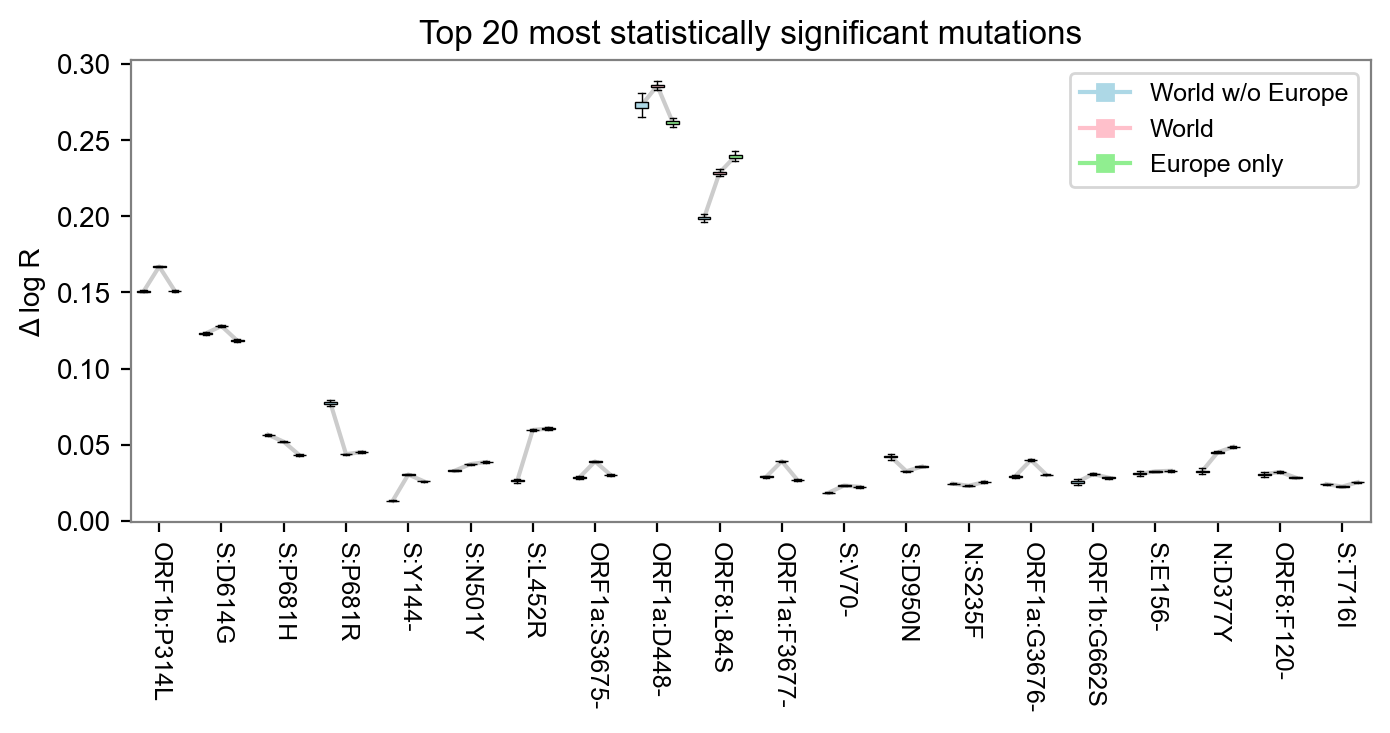 Top 20 most statistically significant mutations
Δ log R
0.30
0.25
0.20
0.15
0.10
0.05
0.00
World w/o Europe
World
Europe only
ORF1b:P314L
S:D614G
S:P681H
S:P681R
S:Y144-
S:N501Y
S:L452R
ORF1a:S3675-
ORF1a:D448-
ORF8:L84S
ORF1a:F3677-
S:V70-
S:D950N
N:S235F
ORF1a:G3676-
ORF1b:G662S
S:E156-
N:D377Y
ORF8:F120-
S:T716I